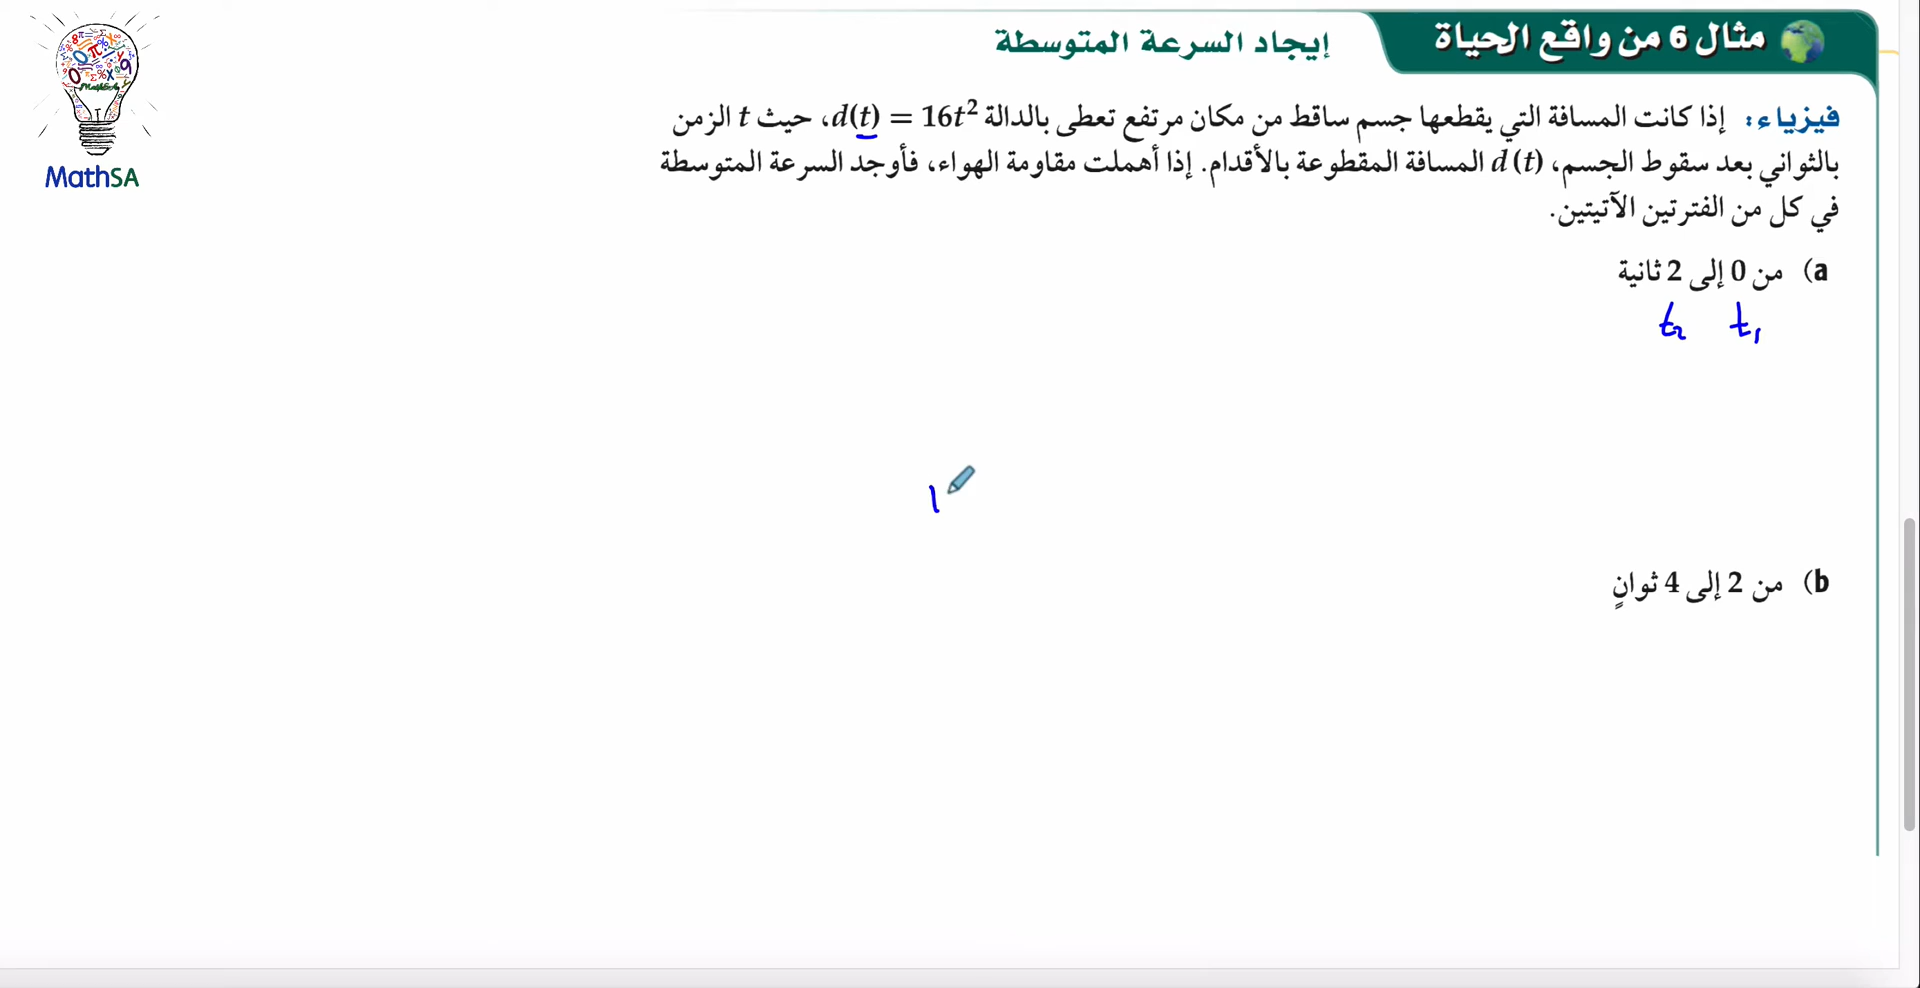 مثال 6 من واقع الحياة
إيجاد السرعة المتوسطة
MathSA
فيزياء: إذا كانت المسافة التي يقطعها جسم ساقط من مكان مرتفع تعطى بالدالة d(t) = 16t²، حيث t الزمن
بالثواني بعد سقوط الجسم، d(t) المسافة المقطوعة بالأقدام. إذا أهملت مقاومة الهواء، فأوجد السرعة المتوسطة
في كل من الفترتين الآتيتين.
a) من 0 إلى 2 ثانية
t₁ t₂
b) من 2 إلى 4 ثوانٍ